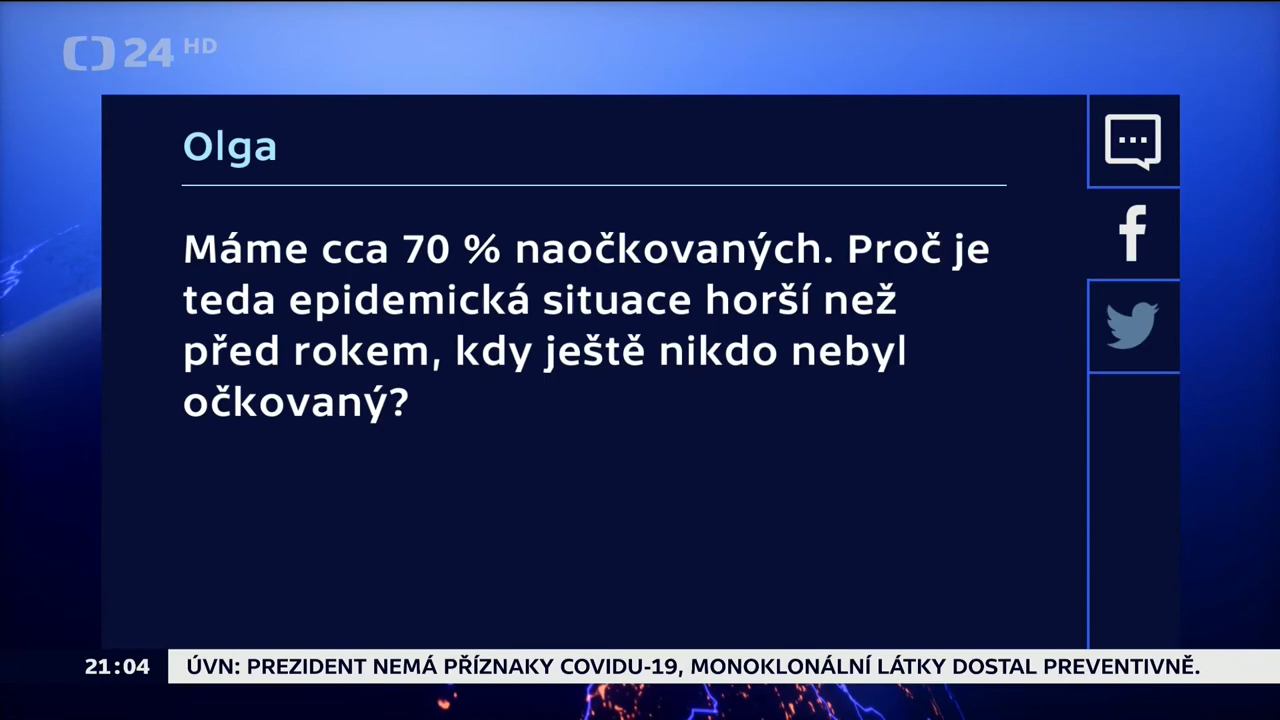 ČT24 HD
Olga
Máme cca 70 % naočkovaných. Proč je
teda epidemická situace horší než
před rokem, kdy ještě nikdo nebyl
očkovaný?
21:04 ÚVN: PREZIDENT NEMÁ PŘÍZNAKY COVIDU-19, MONOKLONÁLNÍ LÁTKY DOSTAL PREVENTIVNĚ.